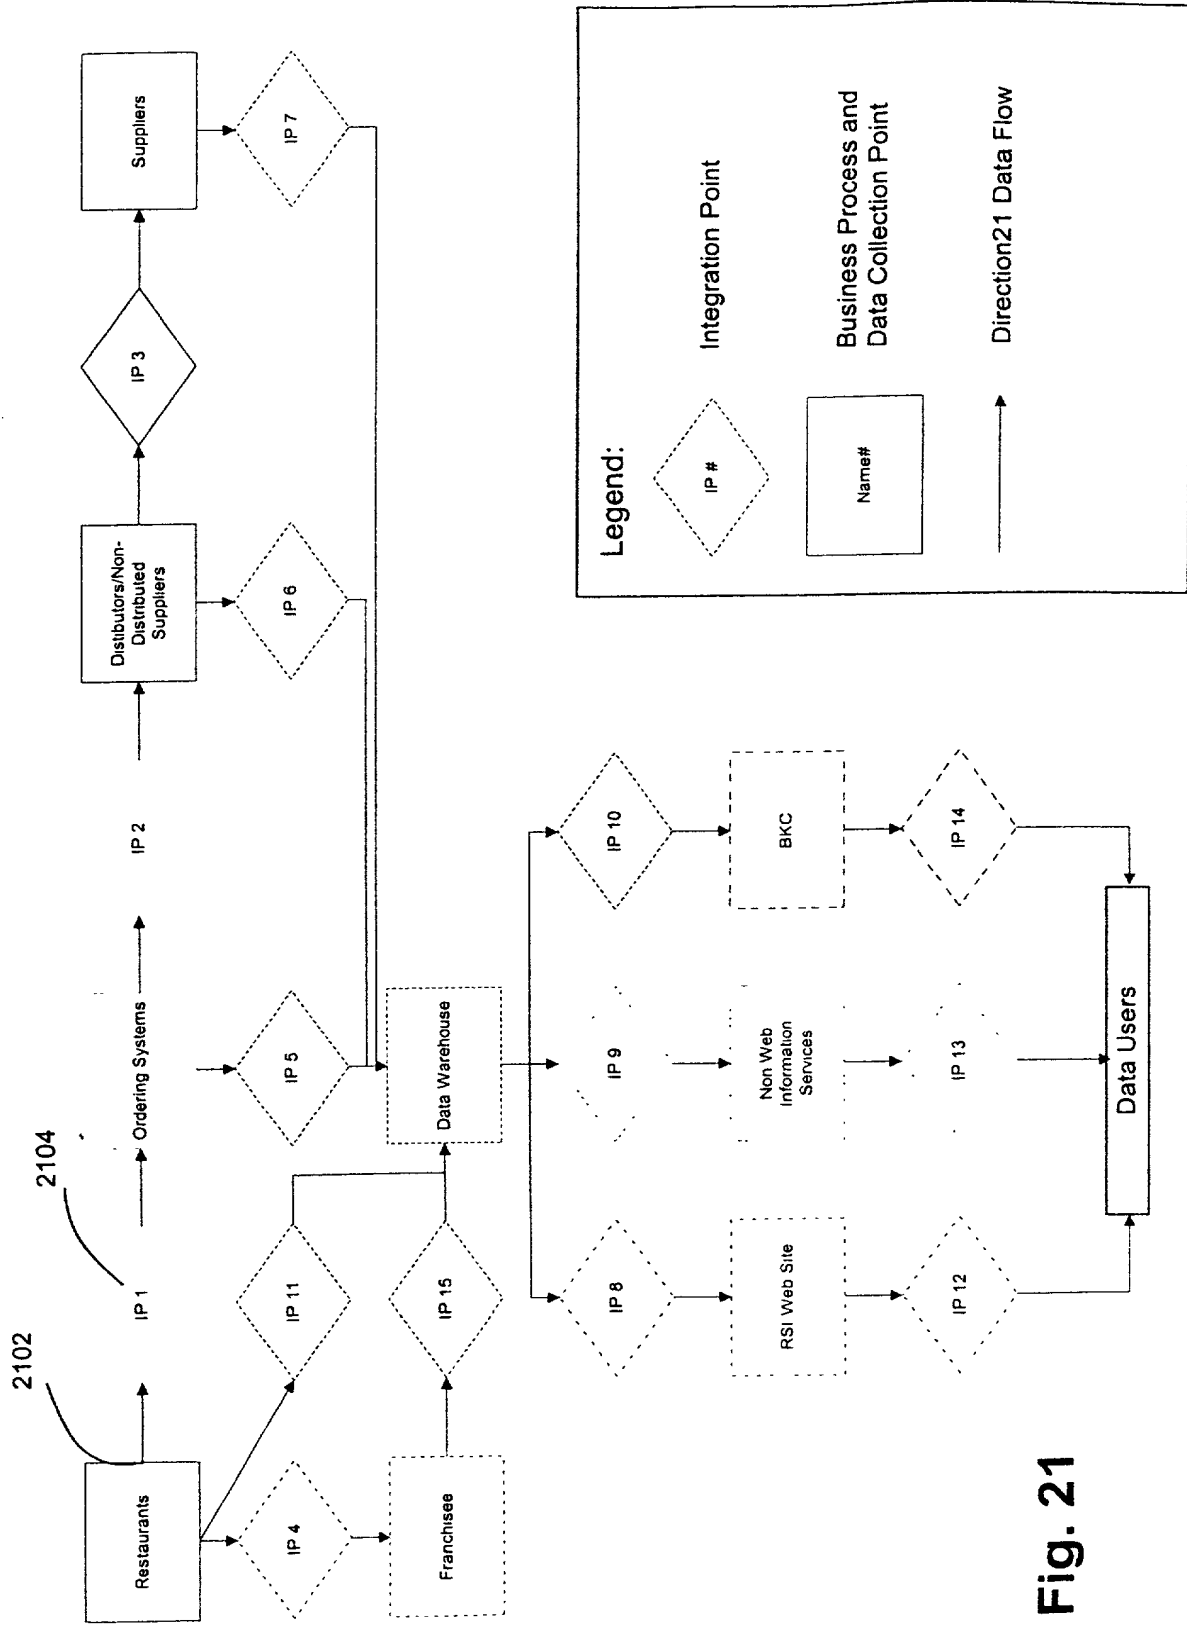 2102
2104
Restaurants
IP 1
Ordering Systems
IP 2
Distibutors/Non-
Distributed
Suppliers
IP 3
Suppliers
IP 4
IP 11
IP 5
IP 6
IP 7
Franchisee
IP 15
Data Warehouse
IP 8
IP 9
IP 10
RSI Web Site
Non Web
Information
Services
BKC
IP 12
IP 13
IP 14
Data Users
Legend:
IP #
Integration Point
Name#
Business Process and
Data Collection Point
Direction21 Data Flow
Fig. 21